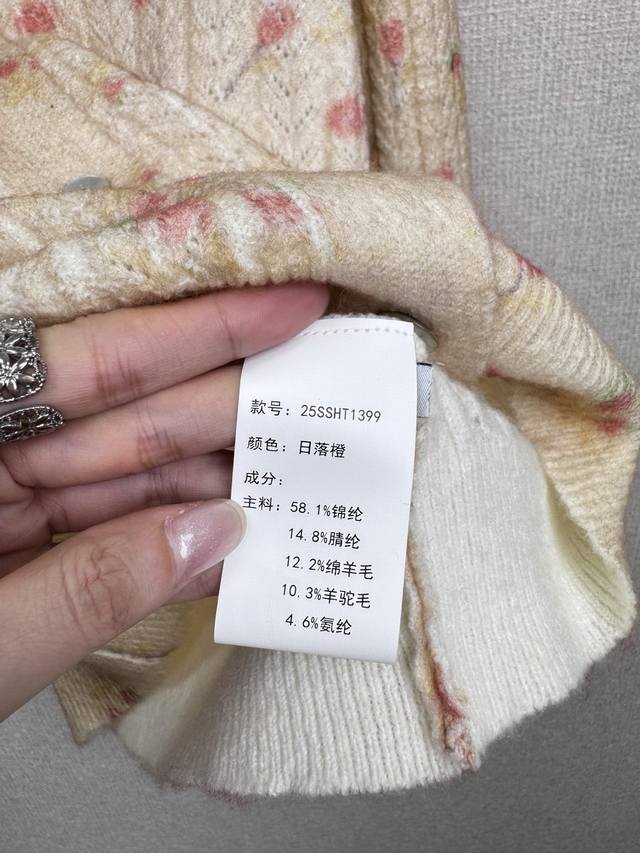 款号：25SSHT1399
颜色：日落橙
成分：
主料：58.1%锦纶
14.8%腈纶
12.2%绵羊毛
10.3%羊驼毛
4.6%氨纶